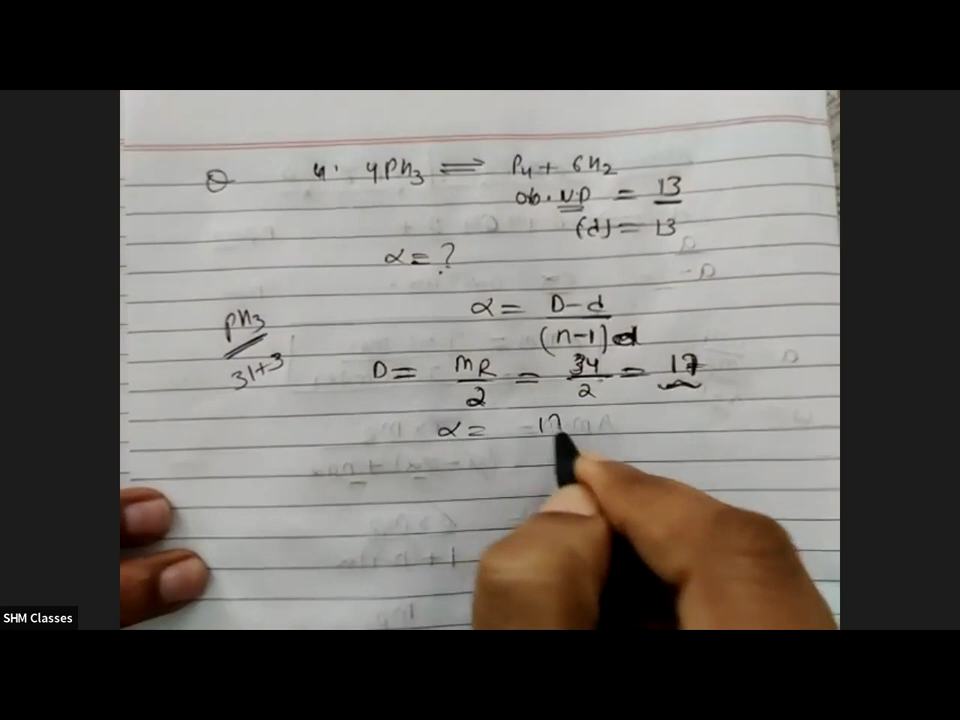 Q 4. 4PH3 ⇌ P4 + 6H2
Ob. V.D = 13
(d) = 13
α = ?
α = D-d / (n-1)d
PH3
31+3
D = MR/2 = 34/2 = 17
α = 17
SHM Classes